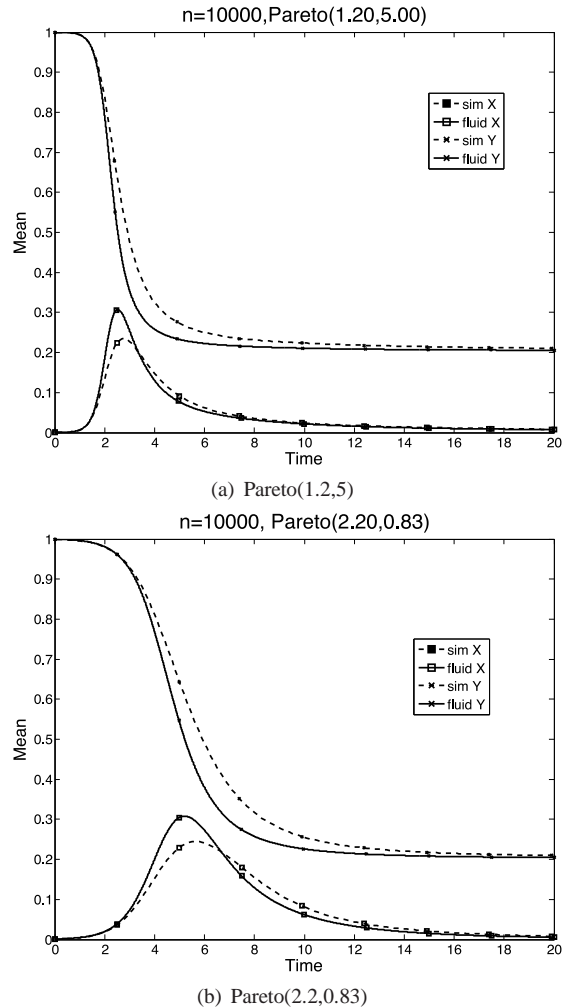 n=10000,Pareto(1.20,5.00)
1
0.9
0.8
0.7
0.6
0.5
0.4
0.3
0.2
0.1
0
Mean
sim X
fluid X
sim Y
fluid Y
0 2 4 6 8 10 12 14 16 18 20
Time
(a) Pareto(1.2,5)
n=10000, Pareto(2.20,0.83)
1
0.9
0.8
0.7
0.6
0.5
0.4
0.3
0.2
0.1
0
Mean
sim X
fluid X
sim Y
fluid Y
0 2 4 6 8 10 12 14 16 18 20
Time
(b) Pareto(2.2,0.83)